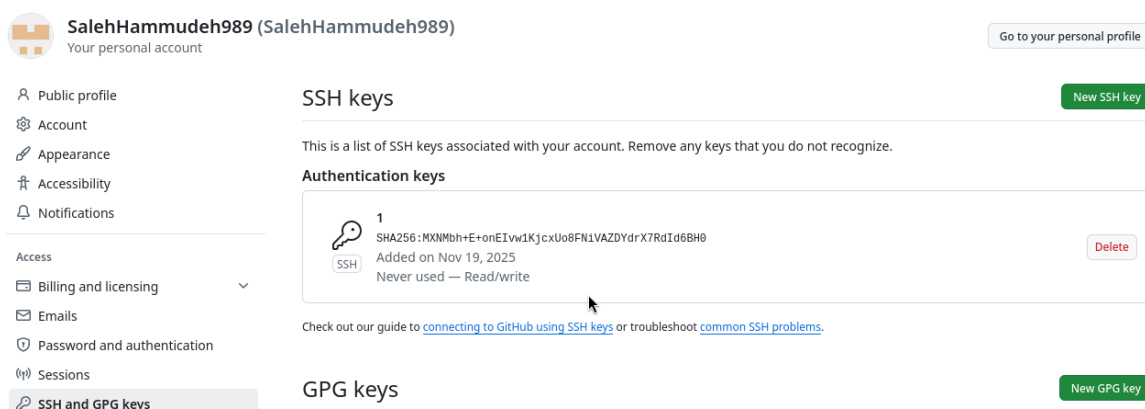 SalehHammudeh989 (SalehHammudeh989)
Your personal account
Go to your personal profile
Public profile
Account
Appearance
Accessibility
Notifications
Access
Billing and licensing
Emails
Password and authentication
Sessions
SSH and GPG keys
SSH keys
New SSH key
This is a list of SSH keys associated with your account. Remove any keys that you do not recognize.
Authentication keys
1
SHA256:MXNMbh+E+onEIvw1KjcxUo8FNiVAZDYdrX7RdId6BH0
SSH
Added on Nov 19, 2025
Never used — Read/write
Delete
Check out our guide to connecting to GitHub using SSH keys or troubleshoot common SSH problems.
GPG keys
New GPG key